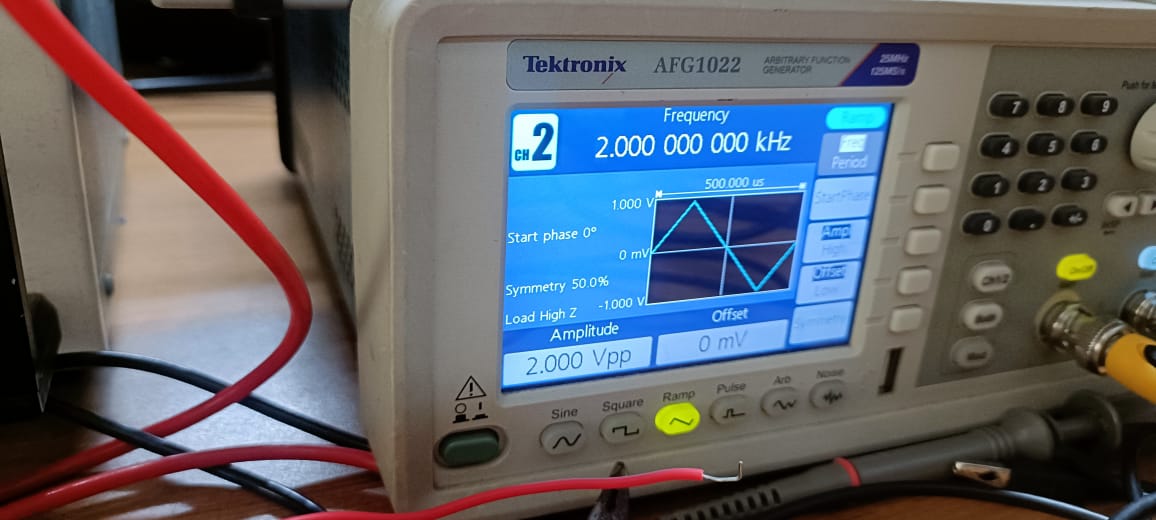 Tektronix AFG1022 ARBITRARY FUNCTION
GENERATOR
25MHz
125MS/s
CH 2
Frequency
2.000 000 000 kHz
Ramp
Freq
Period
StartPhase
Ampl
High
Offset
Low
Symmetry
500.000 us
1.000 V
0 mV
-1.000 V
Start phase 0°
Symmetry 50.0%
Load High Z
Amplitude
2.000 Vpp
Offset
0 mV
Sine
Square
Ramp
Pulse
Arb
Noise
7 8 9
4 5 6
1 2 3
0 . +/-
Ch1/2
Both
Mod
On/Off